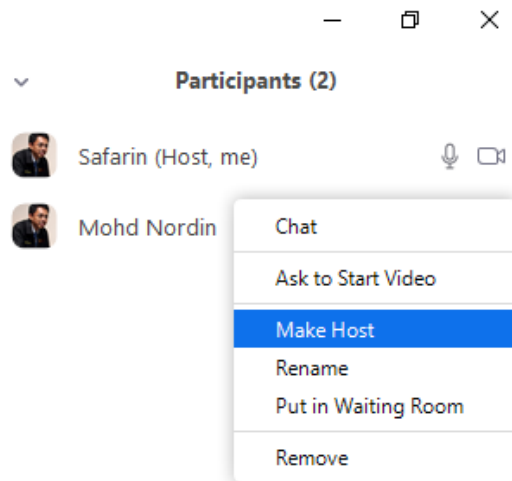 Participants (2)
Safarin (Host, me)
Mohd Nordin
Chat
Ask to Start Video
Make Host
Rename
Put in Waiting Room
Remove